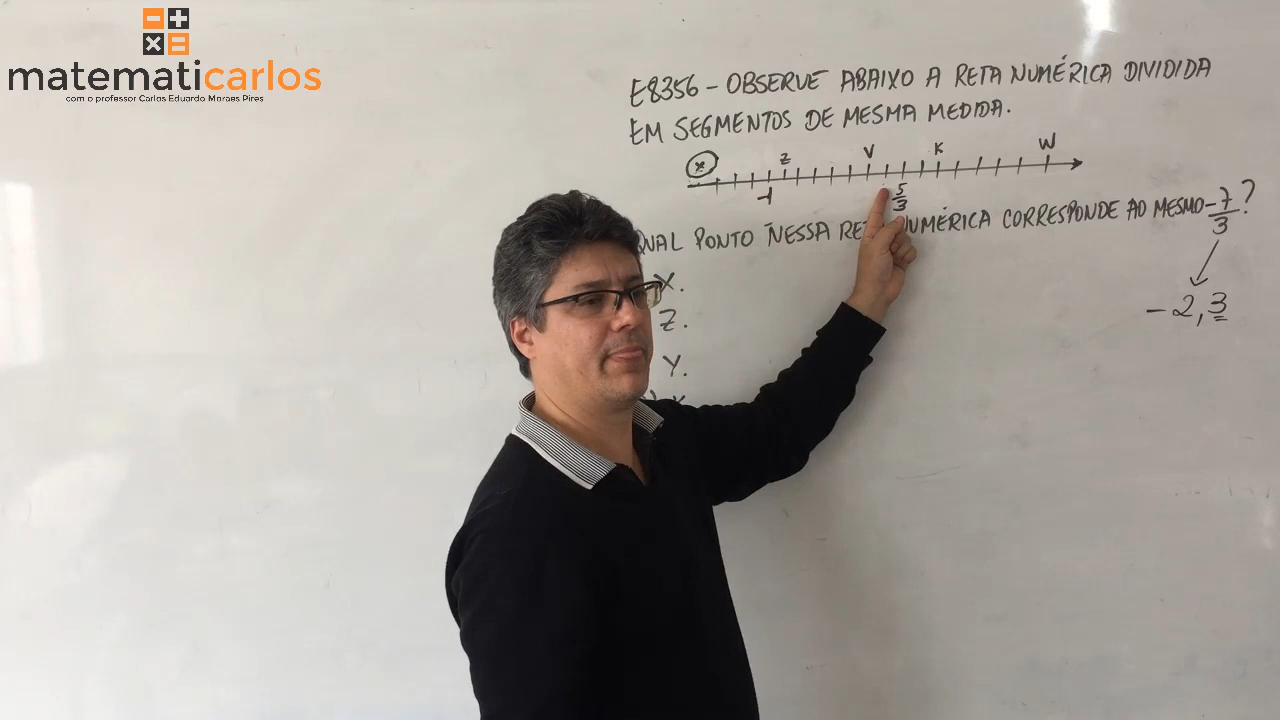 matematicarlos
com o professor Carlos Eduardo Moraes Pires
E8356 - OBSERVE ABAIXO A RETA NUMÉRICA DIVIDIDA
EM SEGMENTOS DE MESMA MEDIDA.
X Z V K W
-1 5/3
QUAL PONTO NESSA RETA NUMÉRICA CORRESPONDE AO MESMO -7/3?
X.
Z.
Y.
-2,3